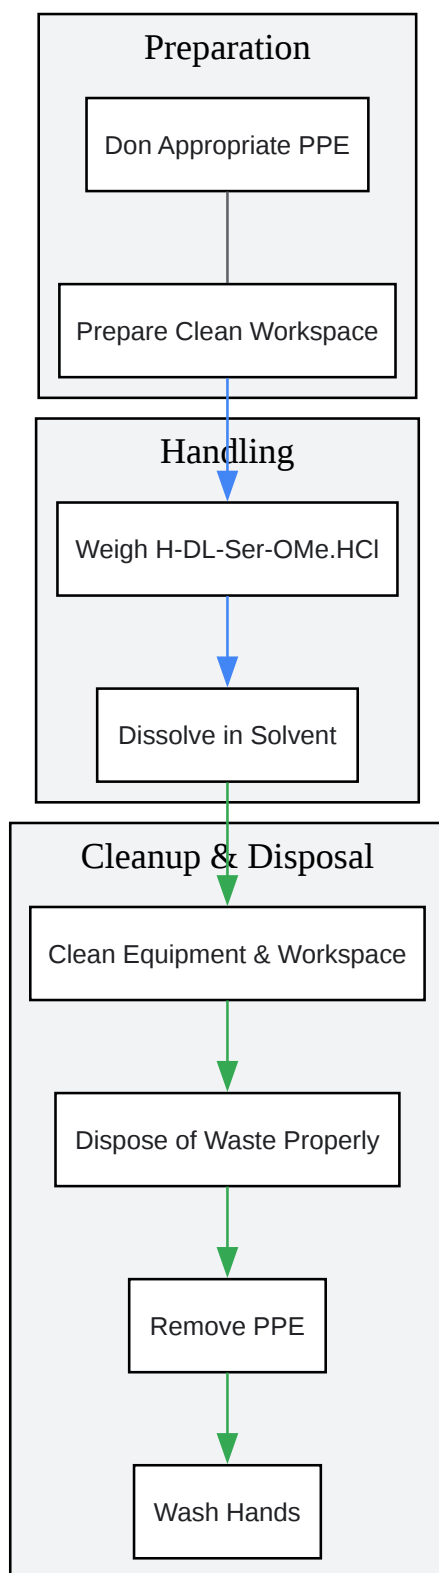 Preparation
Don Appropriate PPE
Prepare Clean Workspace
Handling
Weigh H-DL-Ser-OMe.HCl
Dissolve in Solvent
Cleanup & Disposal
Clean Equipment & Workspace
Dispose of Waste Properly
Remove PPE
Wash Hands